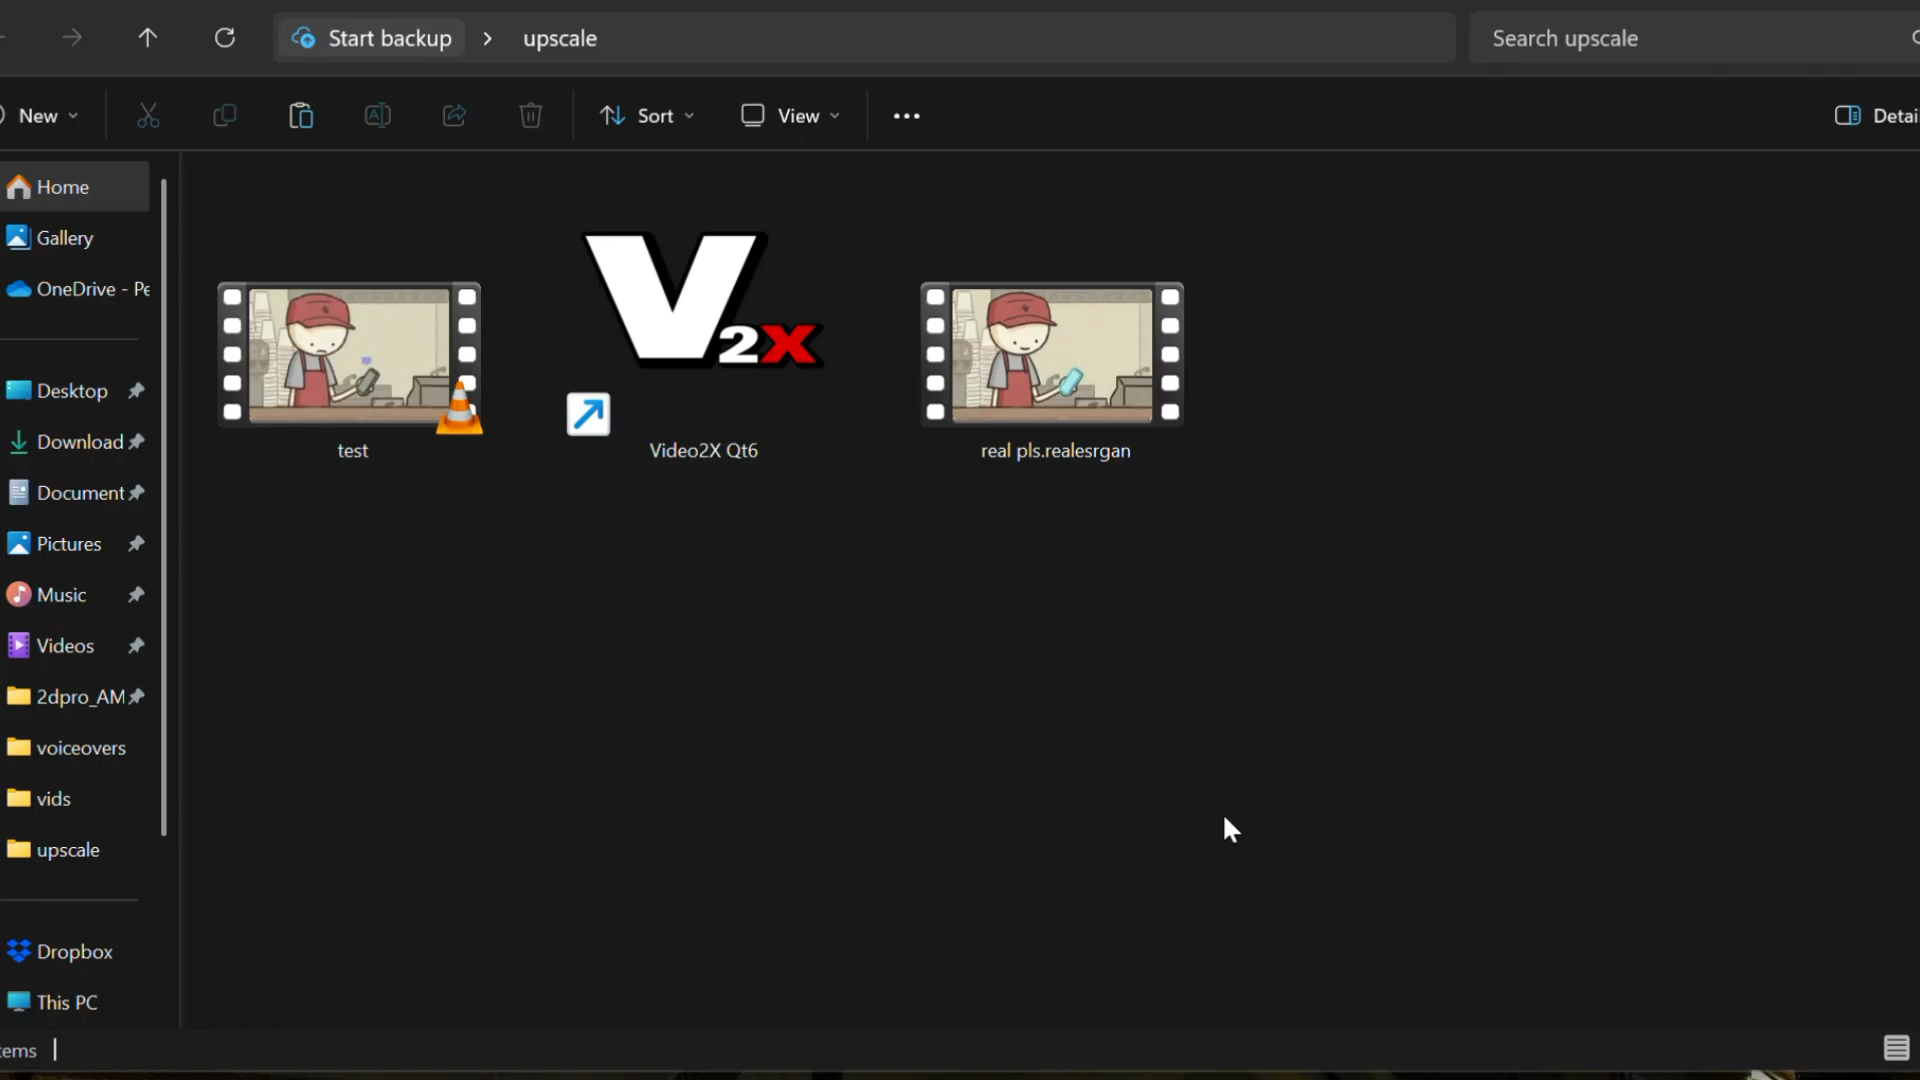 Start backup > upscale
Search upscale
New
Sort
View
Detai
Home
Gallery
OneDrive - Pe
Desktop
Download
Document
Pictures
Music
Videos
2dpro_AM
voiceovers
vids
upscale
Dropbox
This PC
V2X
test
Video2X Qt6
real pls.realesrgan
tems